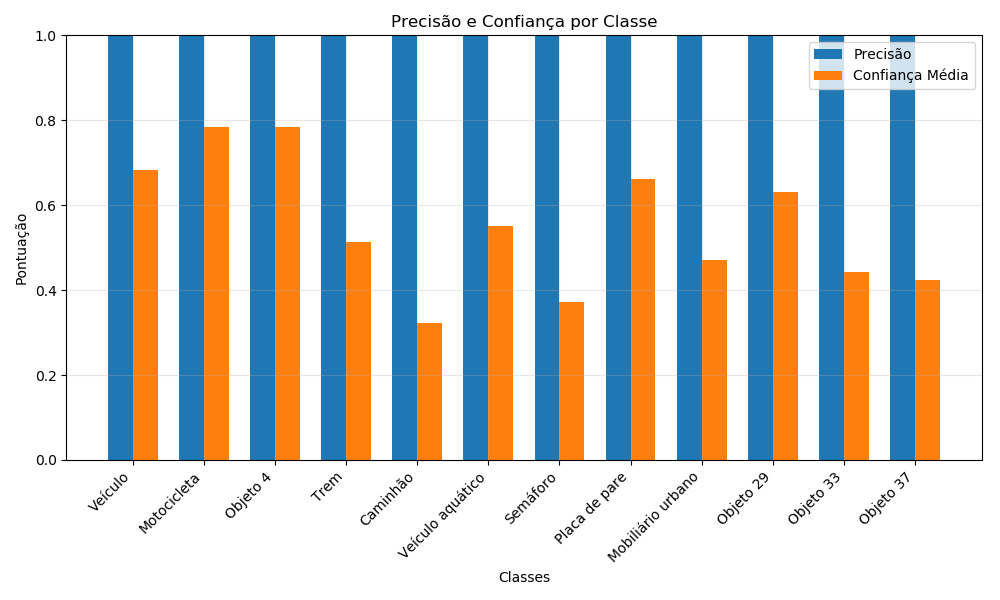 Precisão e Confiança por Classe
Precisão
Confiança Média
Pontuação
1.0
0.8
0.6
0.4
0.2
0.0
Veículo
Motocicleta
Objeto 4
Trem
Caminhão
Veículo aquático
Semáforo
Placa de pare
Mobiliário urbano
Objeto 29
Objeto 33
Objeto 37
Classes